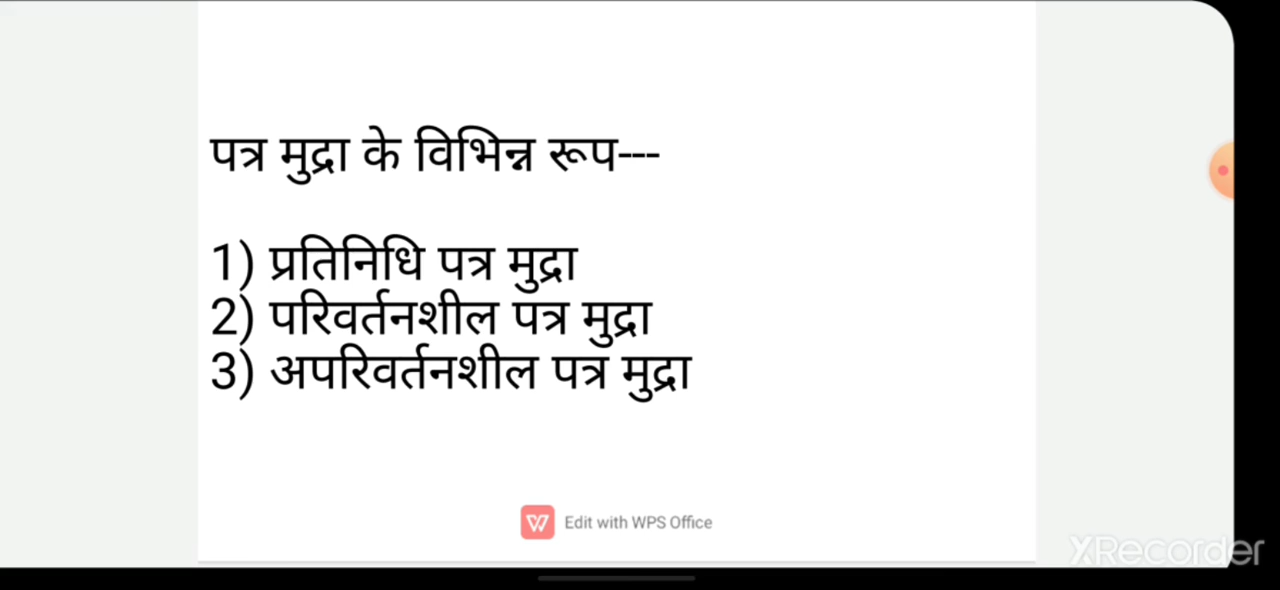 पत्र मुद्रा के विभिन्न रूप---
1) प्रतिनिधि पत्र मुद्रा
2) परिवर्तनशील पत्र मुद्रा
3) अपरिवर्तनशील पत्र मुद्रा
Edit with WPS Office
XRecorder